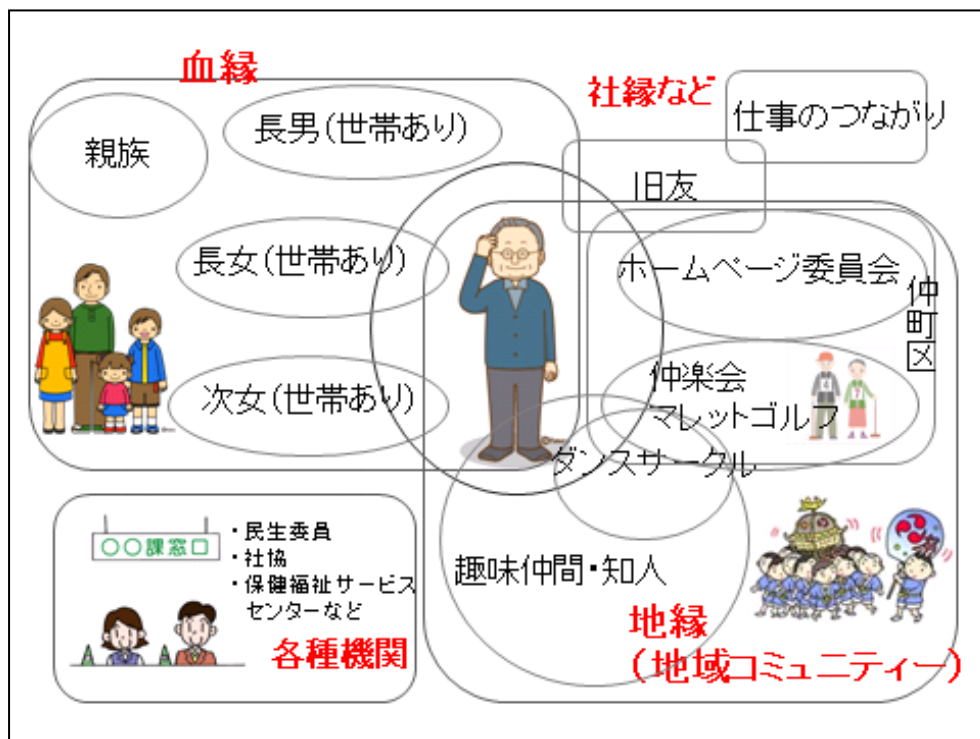 血縁
社縁など
仕事のつながり
親族
長男(世帯あり)
旧友
長女(世帯あり)
ホームページ委員会
仲町区
次女(世帯あり)
仲楽会
マレットゴルフ
ダンスサークル
〇〇課窓口
・民生委員
・社協
・保健福祉サービス
センターなど
各種機関
趣味仲間・知人
地縁
(地域コミュニティー)